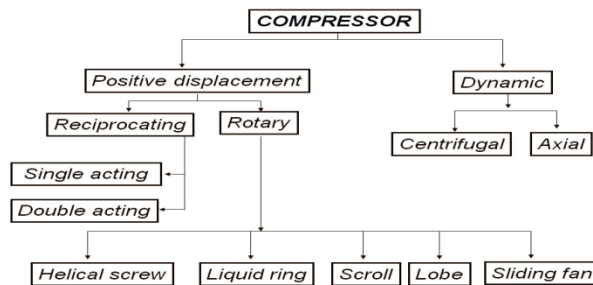 COMPRESSOR
Positive displacement
Dynamic
Reciprocating
Rotary
Centrifugal
Axial
Single acting
Double acting
Helical screw
Liquid ring
Scroll
Lobe
Sliding fan